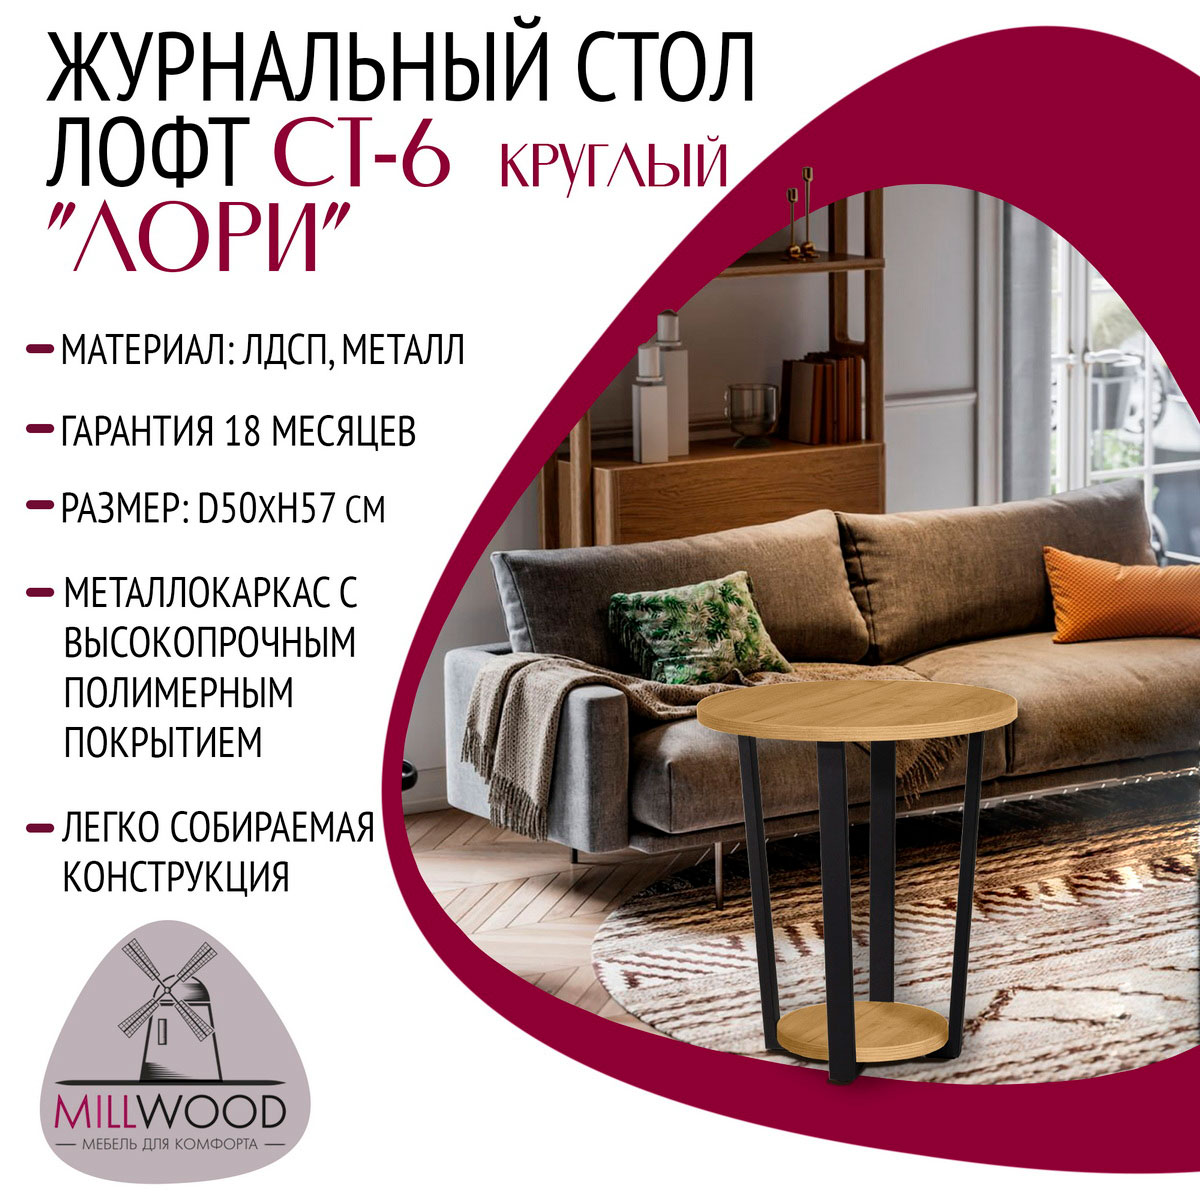 ЖУРНАЛЬНЫЙ СТОЛ
ЛОФТ СТ-6 КРУГЛЫЙ
"ЛОРИ"
МАТЕРИАЛ: ЛДСП, МЕТАЛЛ
ГАРАНТИЯ 18 МЕСЯЦЕВ
РАЗМЕР: D50хН57 СМ
МЕТАЛЛОКАРКАС С
ВЫСОКОПРОЧНЫМ
ПОЛИМЕРНЫМ
ПОКРЫТИЕМ
ЛЕГКО СОБИРАЕМАЯ
КОНСТРУКЦИЯ
MILLWOOD
МЕБЕЛЬ ДЛЯ КОМФОРТА